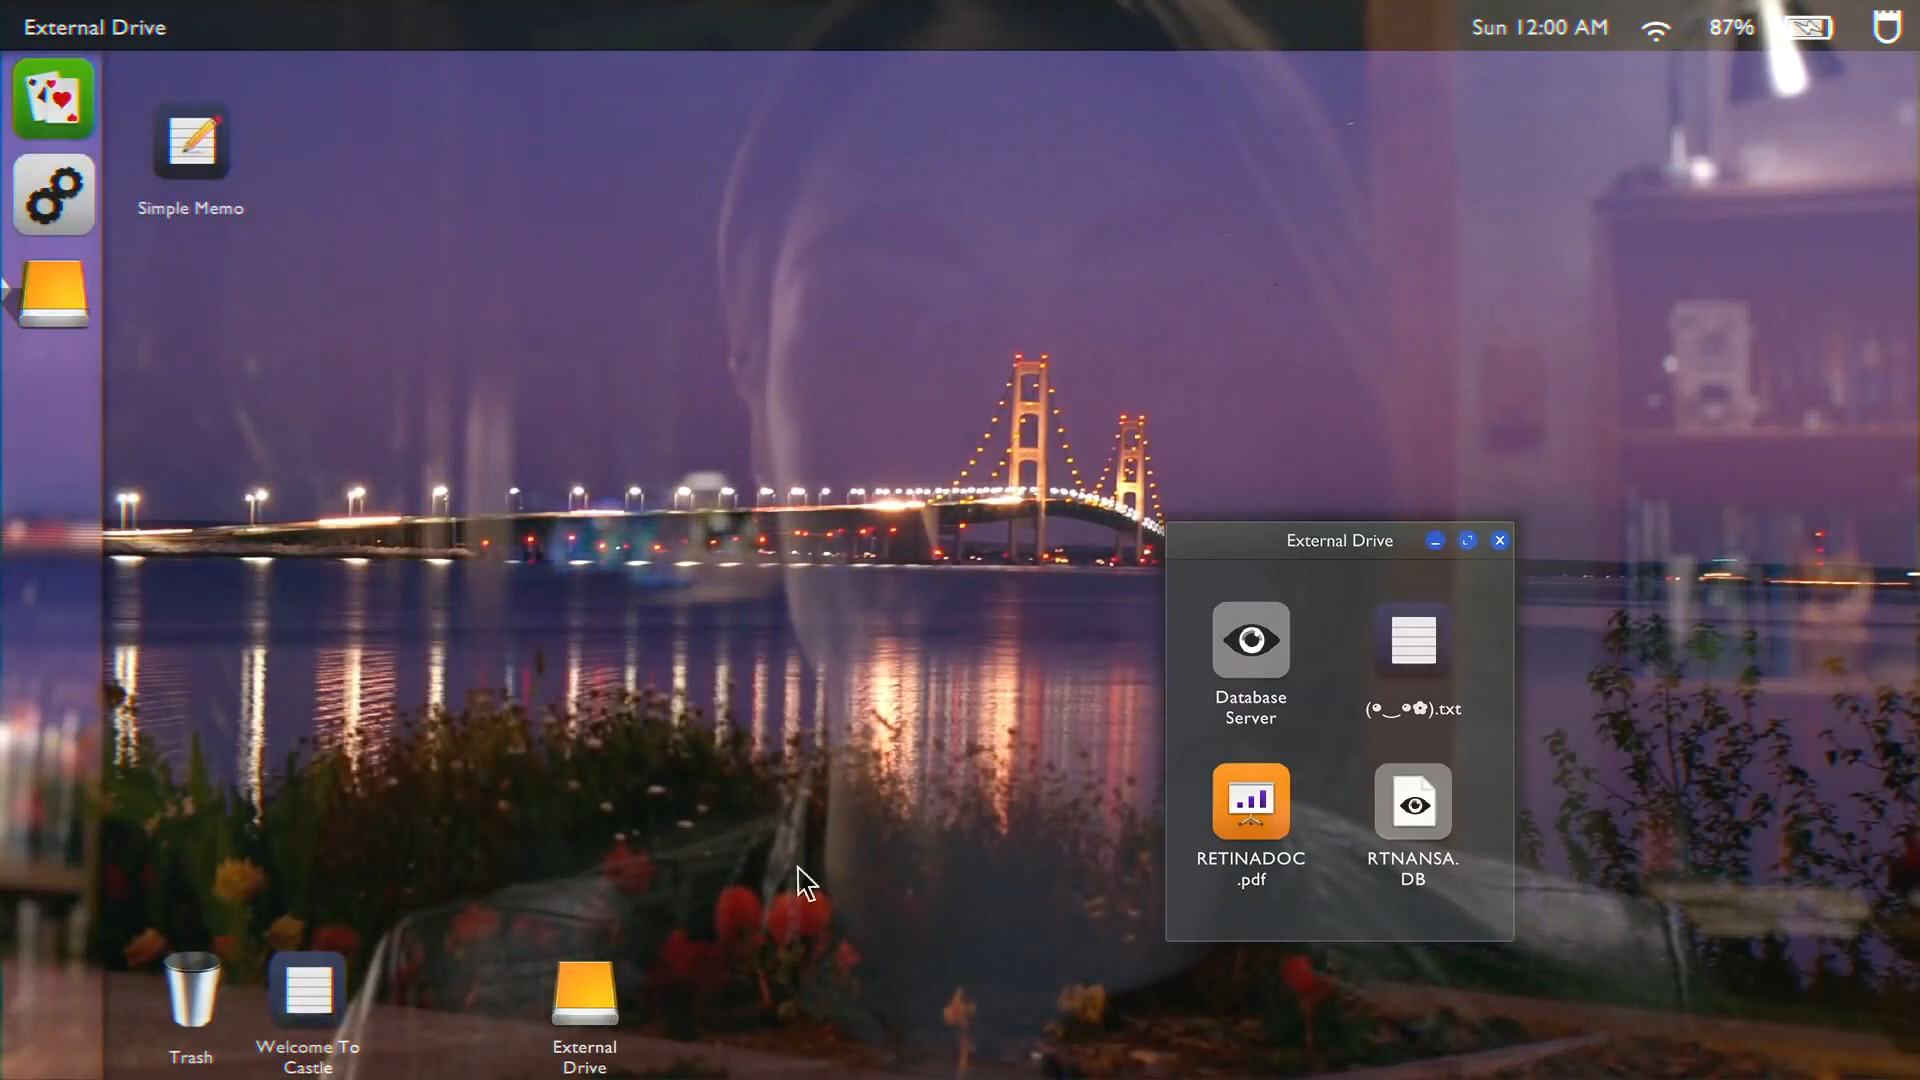 External Drive
Sun 12:00 AM
87%
Simple Memo
External Drive
Database
Server
(•‿•✿).txt
RETINADOC
.pdf
RTNANSA.
DB
Trash
Welcome To
Castle
External
Drive